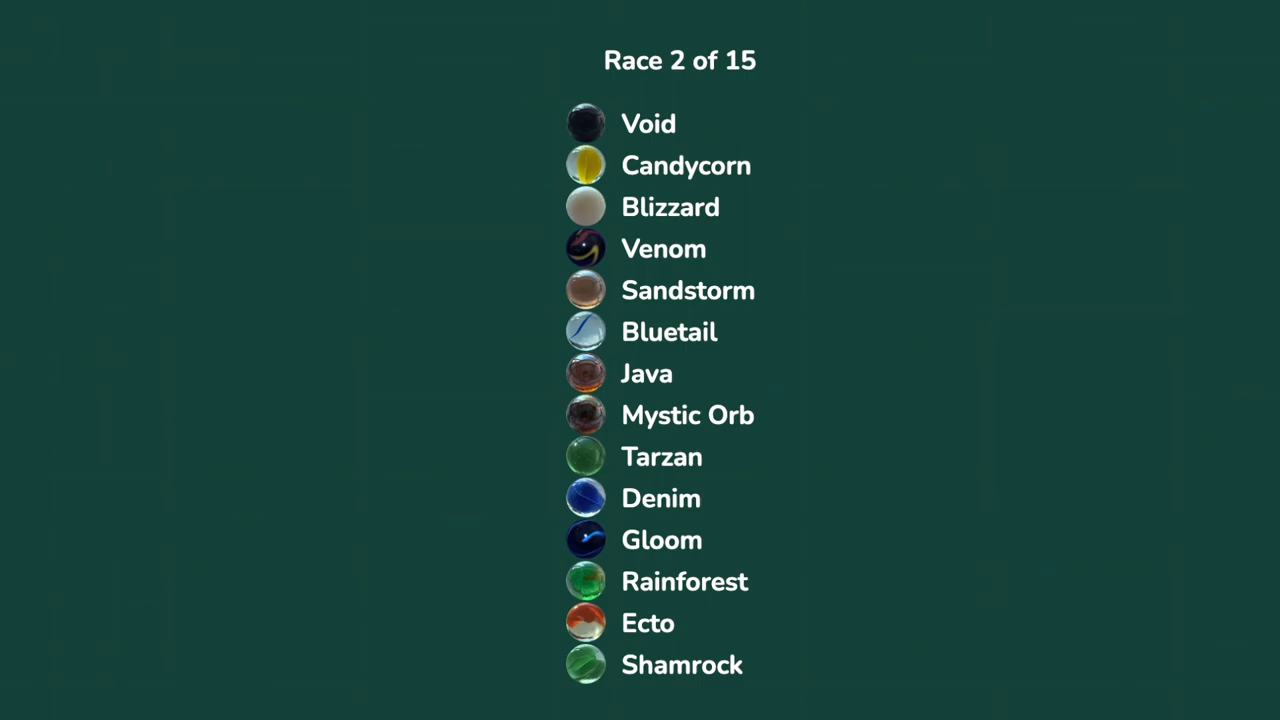 Race 2 of 15
Void
Candycorn
Blizzard
Venom
Sandstorm
Bluetail
Java
Mystic Orb
Tarzan
Denim
Gloom
Rainforest
Ecto
Shamrock